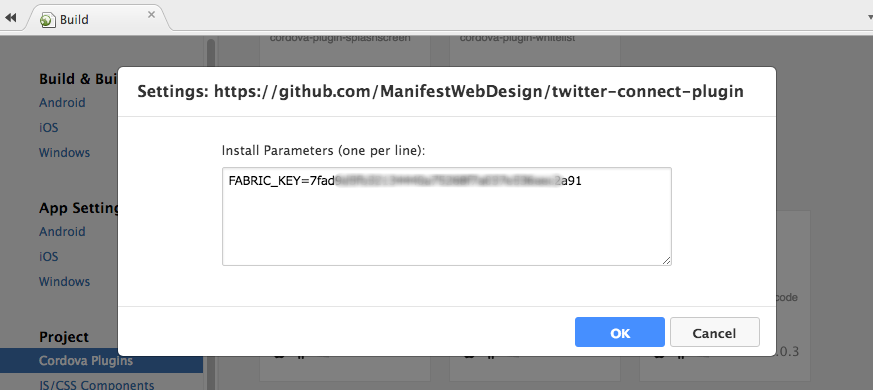 Build
cordova-plugin-splashscreen
cordova-plugin-whitelist
Build & Bui
Android
iOS
Windows
App Setting
Android
iOS
Windows
Project
Cordova Plugins
JS/CSS Components
Settings: https://github.com/ManifestWebDesign/twitter-connect-plugin
Install Parameters (one per line):
FABRIC_KEY=7fad
a91
OK
Cancel
code
.0.3